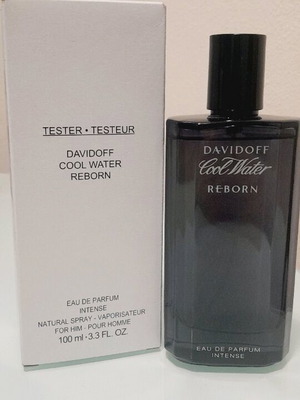 TESTER • TESTEUR
DAVIDOFF
COOL WATER
REBORN
EAU DE PARFUM
INTENSE
NATURAL SPRAY - VAPORISATEUR
FOR HIM - POUR HOMME
100 ml - 3.3 FL. OZ.
DAVIDOFF
Cool Water
REBORN
EAU DE PARFUM
INTENSE